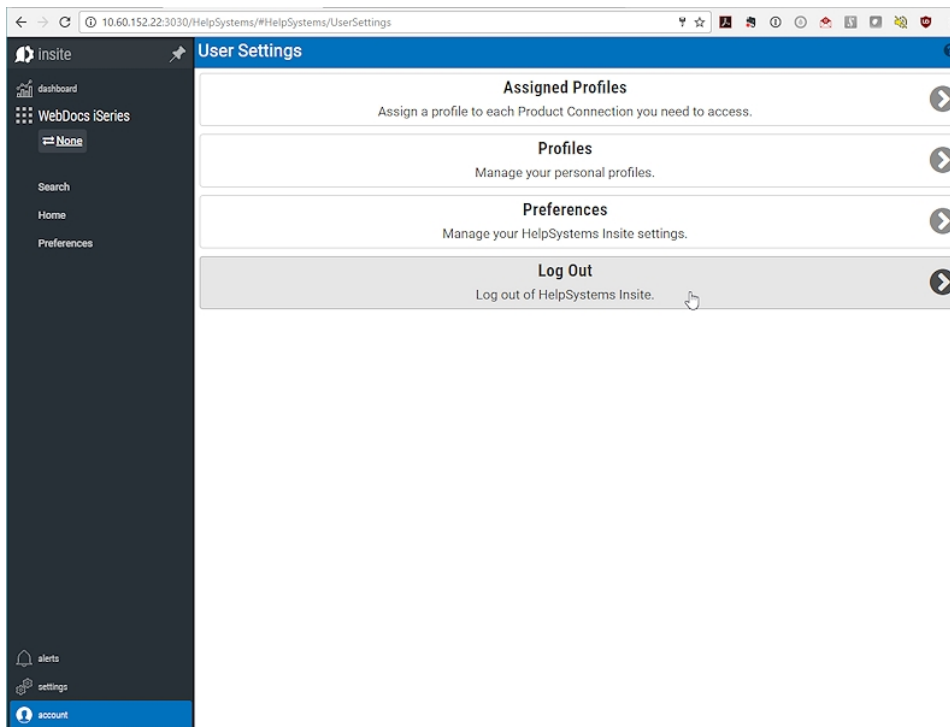 10.60.152.22:3030/HelpSystems/#HelpSystems/UserSettings
insite
User Settings
dashboard
WebDocs iSeries
None
Search
Home
Preferences
Assigned Profiles
Assign a profile to each Product Connection you need to access.
Profiles
Manage your personal profiles.
Preferences
Manage your HelpSystems Insite settings.
Log Out
Log out of HelpSystems Insite.
alerts
settings
account